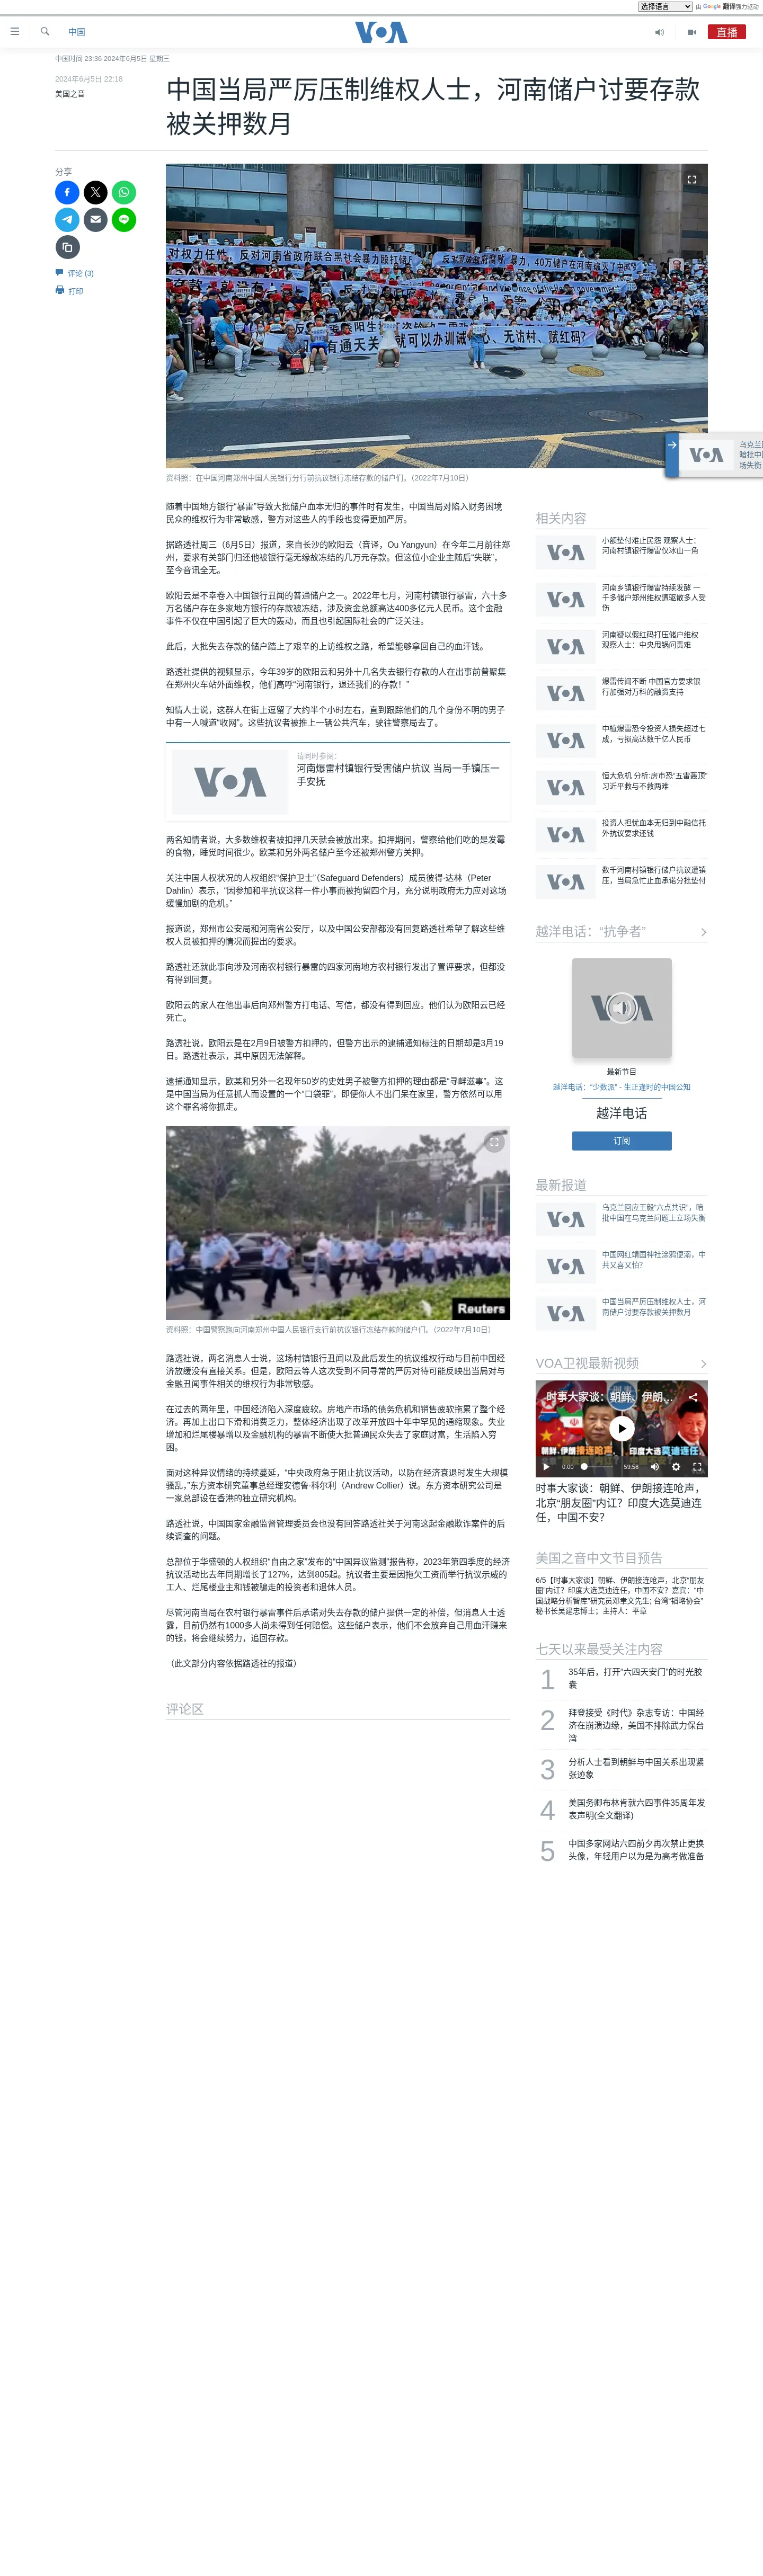 选择语言 由 Google 翻译强力驱动
中国
VOA
直播
中国时间 23:36 2024年6月5日 星期三
2024年6月5日 22:18
美国之音
中国当局严厉压制维权人士，河南储户讨要存款
被关押数月
分享
评论 (3)
打印
资料照：在中国河南郑州中国人民银行分行前抗议银行冻结存款的储户们。（2022年7月10日）
随着中国地方银行“暴雷”导致大批储户血本无归的事件时有发生，中国当局对陷入财务困境
民众的维权行为非常敏感，警方对这些人的手段也变得更加严厉。
据路透社周三（6月5日）报道，来自长沙的欧阳云（音译，Ou Yangyun）在今年二月前往郑
州，要求有关部门归还他被银行毫无缘故冻结的几万元存款。但这位小企业主随后“失联”，
至今音讯全无。
欧阳云是不幸卷入中国银行丑闻的普通储户之一。2022年七月，河南村镇银行暴雷，六十多
万名储户存在多家地方银行的存款被冻结，涉及资金总额高达400多亿元人民币。这个金融
事件不仅在中国引起了巨大的轰动，而且也引起国际社会的广泛关注。
此后，大批失去存款的储户踏上了艰辛的上访维权之路，希望能够拿回自己的血汗钱。
路透社提供的视频显示，今年39岁的欧阳云和另外十几名失去银行存款的人在出事前曾聚集
在郑州火车站外面维权，他们高呼“河南银行，退还我们的存款！”
知情人士说，这群人在街上逗留了大约半个小时左右，直到跟踪他们的几个身份不明的男子
中有一人喊道“收网”。这些抗议者被推上一辆公共汽车，驶往警察局去了。
VOA
请同时参阅：
河南爆雷村镇银行受害储户抗议 当局一手镇压一
手安抚
两名知情者说，大多数维权者被扣押几天就会被放出来。扣押期间，警察给他们吃的是发霉
的食物，睡觉时间很少。欧某和另外两名储户至今还被郑州警方关押。
关注中国人权状况的人权组织“保护卫士”（Safeguard Defenders）成员彼得·达林（Peter
Dahlin）表示，“因参加和平抗议这样一件小事而被拘留四个月，充分说明政府无力应对这场
缓慢加剧的危机。”
报道说，郑州市公安局和河南省公安厅，以及中国公安部都没有回复路透社希望了解这些维
权人员被扣押的情况而提出的要求。
路透社还就此事向涉及河南农村银行暴雷的四家河南地方农村银行发出了置评要求，但都没
有得到回复。
欧阳云的家人在他出事后向郑州警方打电话、写信，都没有得到回应。他们认为欧阳云已经
死亡。
路透社说，欧阳云是在2月9日被警方扣押的，但警方出示的逮捕通知标注的日期却是3月19
日。路透社表示，其中原因无法解释。
逮捕通知显示，欧某和另外一名现年50岁的史姓男子被警方扣押的理由都是“寻衅滋事”。这
是中国当局为任意抓人而设置的一个“口袋罪”，即便你人不出门呆在家里，警方依然可以用
这个罪名将你抓走。
Reuters
资料照：中国警察跑向河南郑州中国人民银行支行前抗议银行冻结存款的储户们。（2022年7月10日）
路透社说，两名消息人士说，这场村镇银行丑闻以及此后发生的抗议维权行动与目前中国经
济放缓没有直接关系。但是，欧阳云等人这次受到不同寻常的严厉对待可能反映出当局对与
金融丑闻事件相关的维权行为非常敏感。
在过去的两年里，中国经济陷入深度疲软。房地产市场的债务危机和销售疲软拖累了整个经
济。再加上出口下滑和消费乏力，整体经济出现了改革开放四十年中罕见的通缩现象。失业
增加和烂尾楼暴增以及金融机构的暴雷不断使大批普通民众失去了家庭财富，生活陷入穷
困。
面对这种异议情绪的持续蔓延，“中央政府急于阻止抗议活动，以防在经济衰退时发生大规模
骚乱，”东方资本研究董事总经理安德鲁·科尔利（Andrew Collier）说。东方资本研究公司是
一家总部设在香港的独立研究机构。
路透社说，中国国家金融监督管理委员会也没有回答路透社关于河南这起金融欺诈案件的后
续调查的问题。
总部位于华盛顿的人权组织“自由之家”发布的“中国异议监测”报告称，2023年第四季度的经济
抗议活动比去年同期增长了127%，达到805起。抗议者主要是因拖欠工资而举行抗议示威的
工人、烂尾楼业主和钱被骗走的投资者和退休人员。
尽管河南当局在农村银行暴雷事件后承诺对失去存款的储户提供一定的补偿，但消息人士透
露，目前仍然有1000多人尚未得到任何赔偿。这些储户表示，他们不会放弃自己用血汗赚来
的钱，将会继续努力，追回存款。
（此文部分内容依据路透社的报道）
评论区
相关内容
小额垫付难止民怨 观察人士：
河南村镇银行爆雷仅冰山一角
河南乡镇银行爆雷持续发酵 一
千多储户郑州维权遭驱散多人受
伤
河南疑以假红码打压储户维权
观察人士：中央甩锅问责难
爆雷传闻不断 中国官方要求银
行加强对万科的融资支持
中植爆雷恐令投资人损失超过七
成，亏损高达数千亿人民币
恒大危机 分析:房市恐“五雷轰顶”
习近平救与不救两难
投资人担忧血本无归到中融信托
外抗议要求还钱
数千河南村镇银行储户抗议遭镇
压，当局急忙止血承诺分批垫付
越洋电话：“抗争者”
VOA
最新节目
越洋电话：“少数派” - 生正逢时的中国公知
越洋电话
订阅
最新报道
乌克兰回应王毅“六点共识”，暗
批中国在乌克兰问题上立场失衡
中国网红靖国神社涂鸦便溺，中
共又喜又怕？
中国当局严厉压制维权人士，河
南储户讨要存款被关押数月
VOA卫视最新视频
时事大家谈：朝鲜、伊朗...
朝鲜、伊朗接连呛声，
印度大选莫迪连任，
0:00 59:58
时事大家谈：朝鲜、伊朗接连呛声，
北京“朋友圈”内讧？印度大选莫迪连
任，中国不安？
美国之音中文节目预告
6/5【时事大家谈】朝鲜、伊朗接连呛声，北京“朋友
圈”内讧？印度大选莫迪连任，中国不安？嘉宾：“中
国战略分析智库”研究员邓聿文先生; 台湾“韬略协会”
秘书长吴建忠博士；主持人：平章
七天以来最受关注内容
1 35年后，打开“六四天安门”的时光胶
囊
2 拜登接受《时代》杂志专访：中国经
济在崩溃边缘，美国不排除武力保台
湾
3 分析人士看到朝鲜与中国关系出现紧
张迹象
4 美国务卿布林肯就六四事件35周年发
表声明(全文翻译)
5 中国多家网站六四前夕再次禁止更换
头像，年轻用户以为是为高考做准备